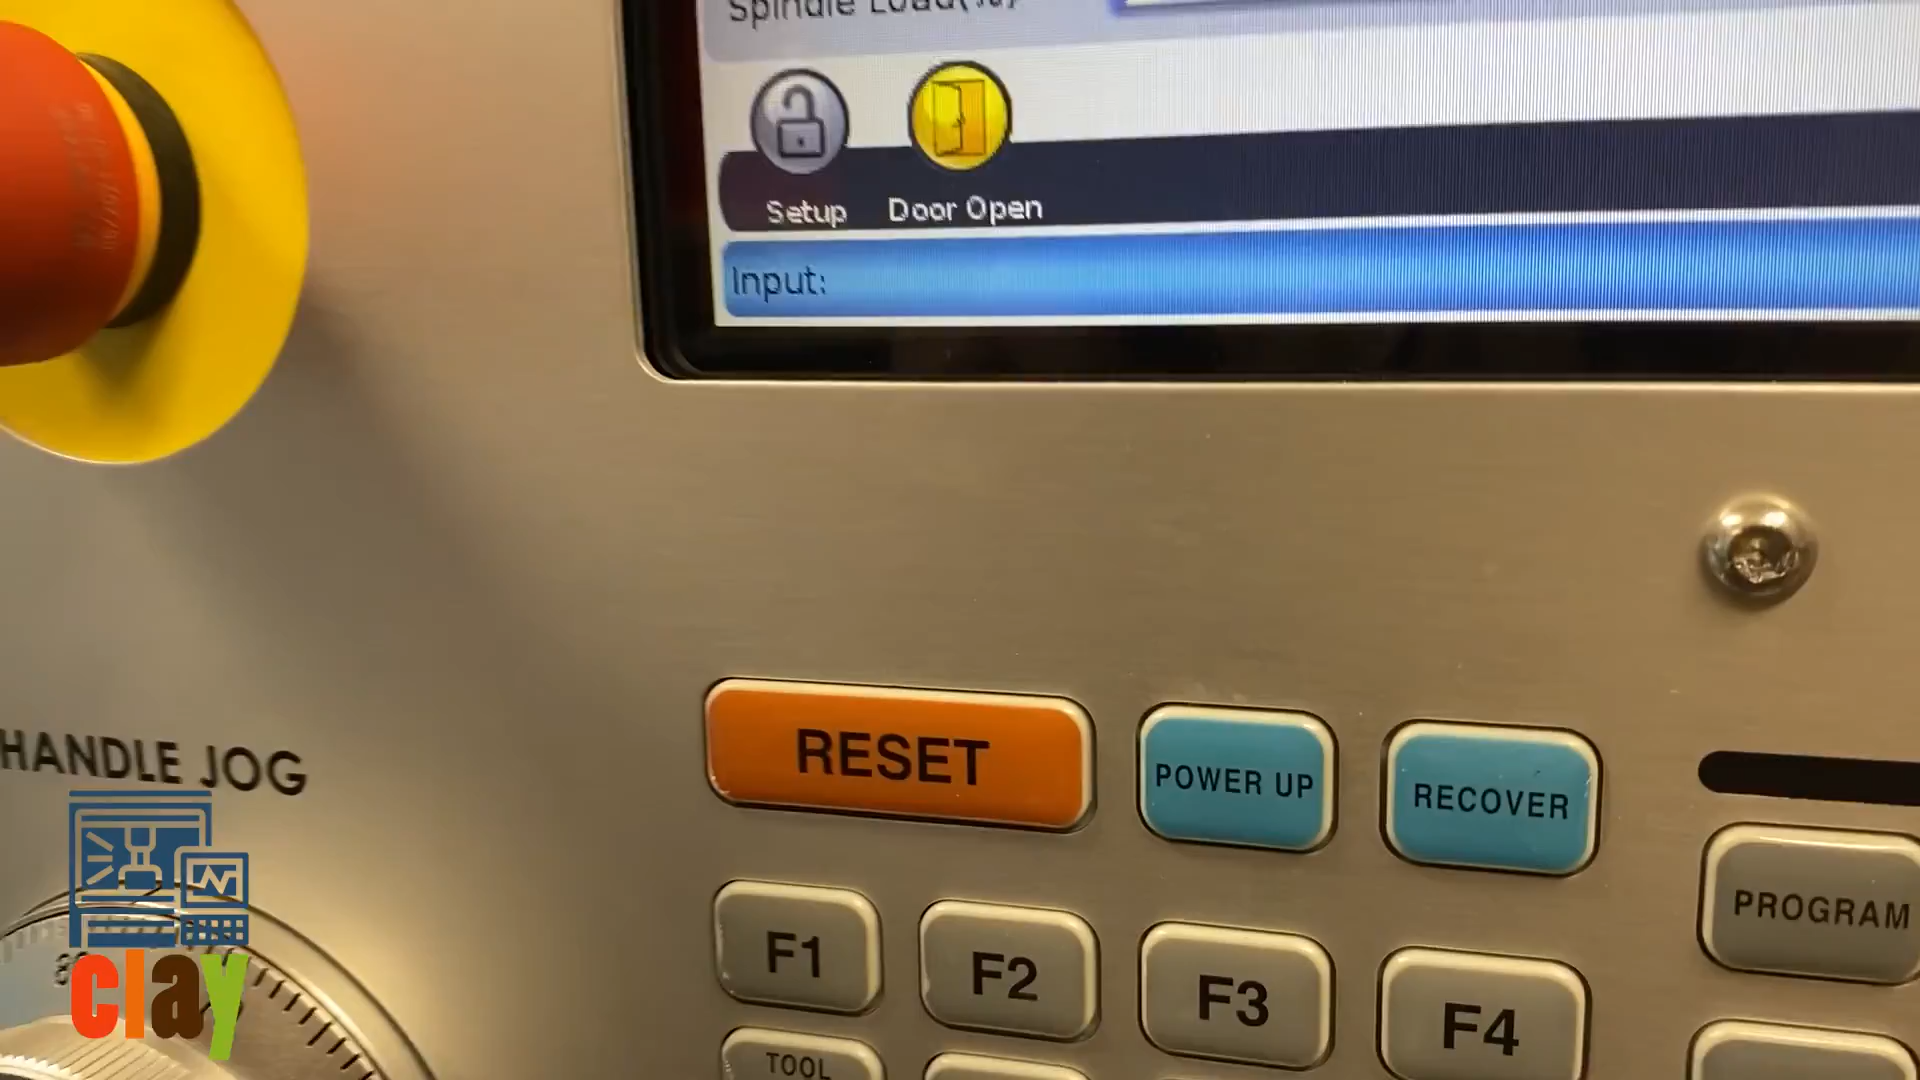 Spindle Load(%)
Setup
Door Open
Input:
RESET
POWER UP
RECOVER
HANDLE JOG
PROGRAM
F1
F2
F3
F4
TOOL
clay